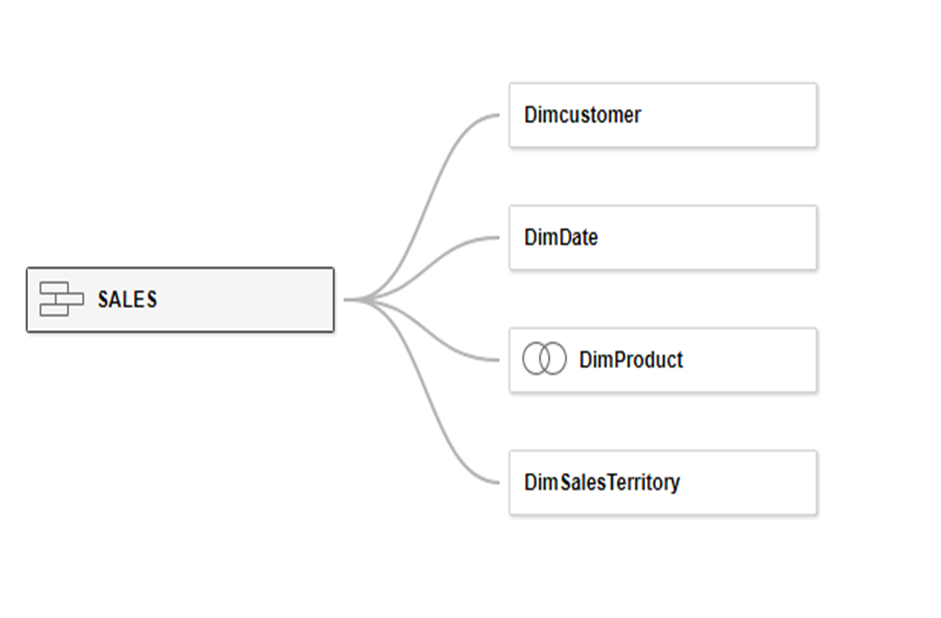 Dimcustomer
DimDate
SALES
DimProduct
DimSalesTerritory